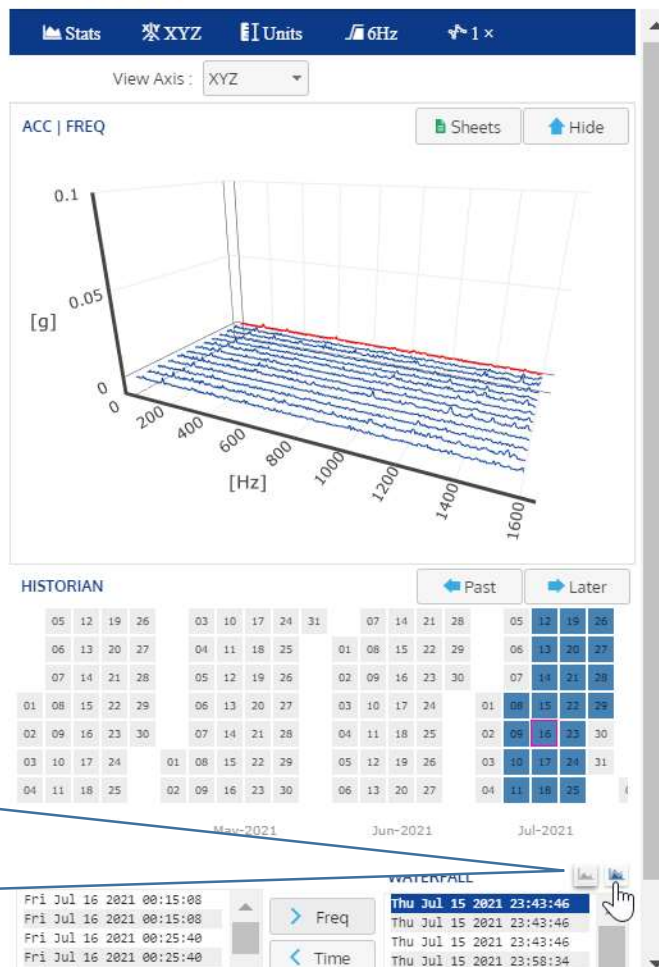 Stats XYZ Units 6Hz 1 ×
View Axis : XYZ
ACC | FREQ
Sheets
Hide
0.1
0.05
[g]
0
0 200 400 600 800 1000 1200 1400 1600
[Hz]
HISTORIAN
Past
Later
05 12 19 26 03 10 17 24 31 07 14 21 28 05 12 19 26
06 13 20 27 04 11 18 25 01 08 15 22 29 06 13 20 27
07 14 21 28 05 12 19 26 02 09 16 23 30 07 14 21 28
01 08 15 22 29 06 13 20 27 03 10 17 24 01 08 15 22 29
02 09 16 23 30 07 14 21 28 04 11 18 25 02 09 16 23 30
03 10 17 24 01 08 15 22 29 05 12 19 26 03 10 17 24 31
04 11 18 25 02 09 16 23 30 06 13 20 27 04 11 18 25
May-2021 Jun-2021 Jul-2021
WATERFALL
Fri Jul 16 2021 00:15:08
Fri Jul 16 2021 00:15:08
Fri Jul 16 2021 00:25:40
Fri Jul 16 2021 00:25:40
Freq
Time
Thu Jul 15 2021 23:43:46
Thu Jul 15 2021 23:43:46
Thu Jul 15 2021 23:43:46
Thu Jul 15 2021 23:58:34